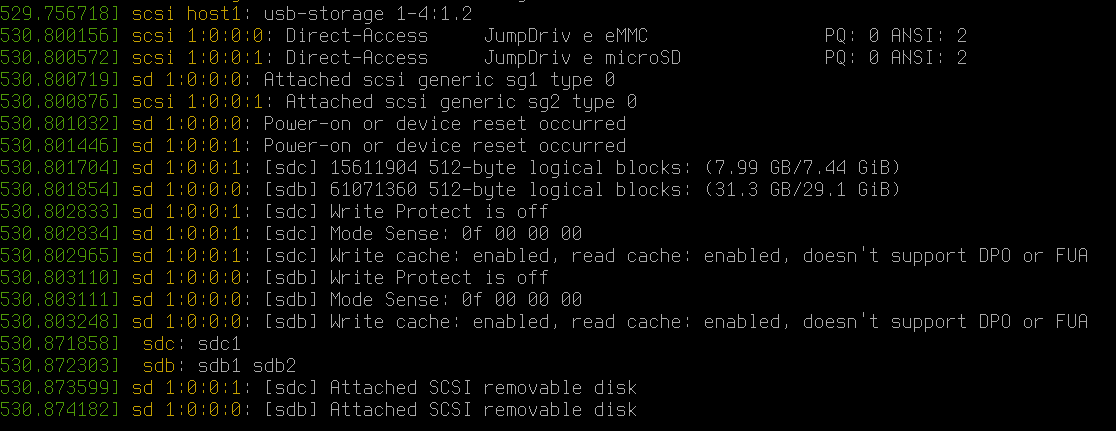 529.756718] scsi host1: usb-storage 1-4:1.2
530.800156] scsi 1:0:0:0: Direct-Access     JumpDriv e eMMC                PQ: 0 ANSI: 2
530.800572] scsi 1:0:0:1: Direct-Access     JumpDriv e microSD             PQ: 0 ANSI: 2
530.800719] sd 1:0:0:0: Attached scsi generic sg1 type 0
530.800876] scsi 1:0:0:1: Attached scsi generic sg2 type 0
530.801032] sd 1:0:0:0: Power-on or device reset occurred
530.801446] sd 1:0:0:1: Power-on or device reset occurred
530.801704] sd 1:0:0:1: [sdc] 15611904 512-byte logical blocks: (7.99 GB/7.44 GiB)
530.801854] sd 1:0:0:0: [sdb] 61071360 512-byte logical blocks: (31.3 GB/29.1 GiB)
530.802833] sd 1:0:0:1: [sdc] Write Protect is off
530.802834] sd 1:0:0:1: [sdc] Mode Sense: 0f 00 00 00
530.802965] sd 1:0:0:1: [sdc] Write cache: enabled, read cache: enabled, doesn't support DPO or FUA
530.803110] sd 1:0:0:0: [sdb] Write Protect is off
530.803111] sd 1:0:0:0: [sdb] Mode Sense: 0f 00 00 00
530.803248] sd 1:0:0:0: [sdb] Write cache: enabled, read cache: enabled, doesn't support DPO or FUA
530.871858]  sdc: sdc1
530.872303]  sdb: sdb1 sdb2
530.873599] sd 1:0:0:1: [sdc] Attached SCSI removable disk
530.874182] sd 1:0:0:0: [sdb] Attached SCSI removable disk